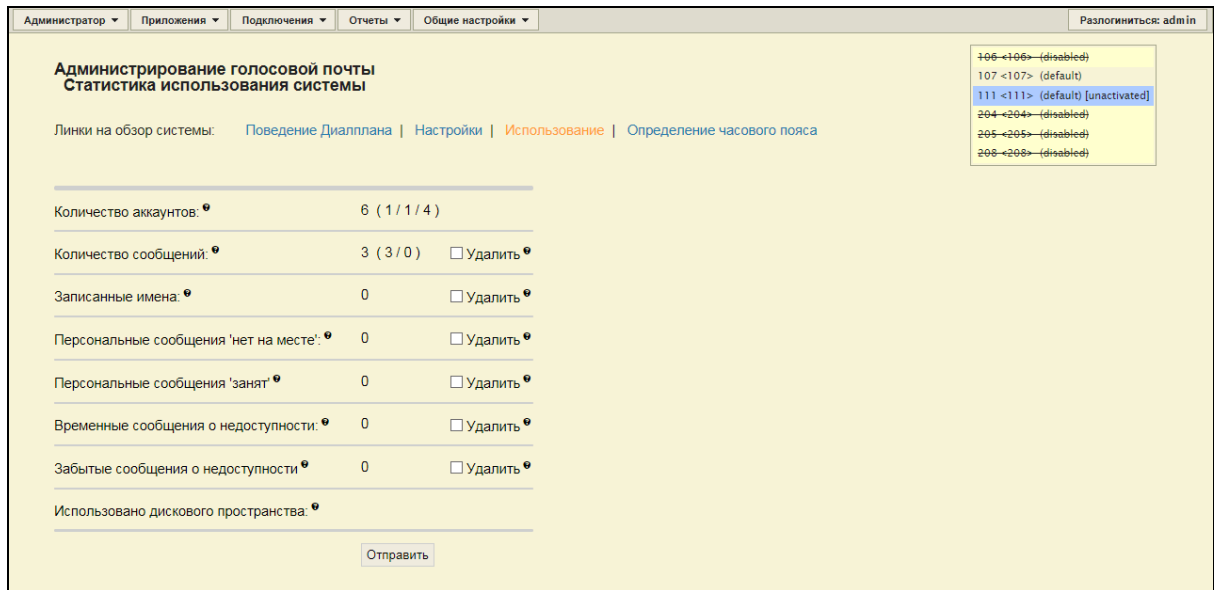 Администратор Приложения Подключения Отчеты Общие настройки Разлогиниться: admin
106 <106> (disabled)
107 <107> (default)
111 <111> (default) [unactivated]
204 <204> (disabled)
205 <205> (disabled)
208 <208> (disabled)
Администрирование голосовой почты
Статистика использования системы
Линки на обзор системы: Поведение Диалплана | Настройки | Использование | Определение часового пояса
Количество аккаунтов: 6 ( 1 / 1 / 4 )
Количество сообщений: 3 ( 3 / 0 ) Удалить
Записанные имена: 0 Удалить
Персональные сообщения 'нет на месте': 0 Удалить
Персональные сообщения 'занят' 0 Удалить
Временные сообщения о недоступности: 0 Удалить
Забытые сообщения о недоступности 0 Удалить
Использовано дискового пространства:
Отправить